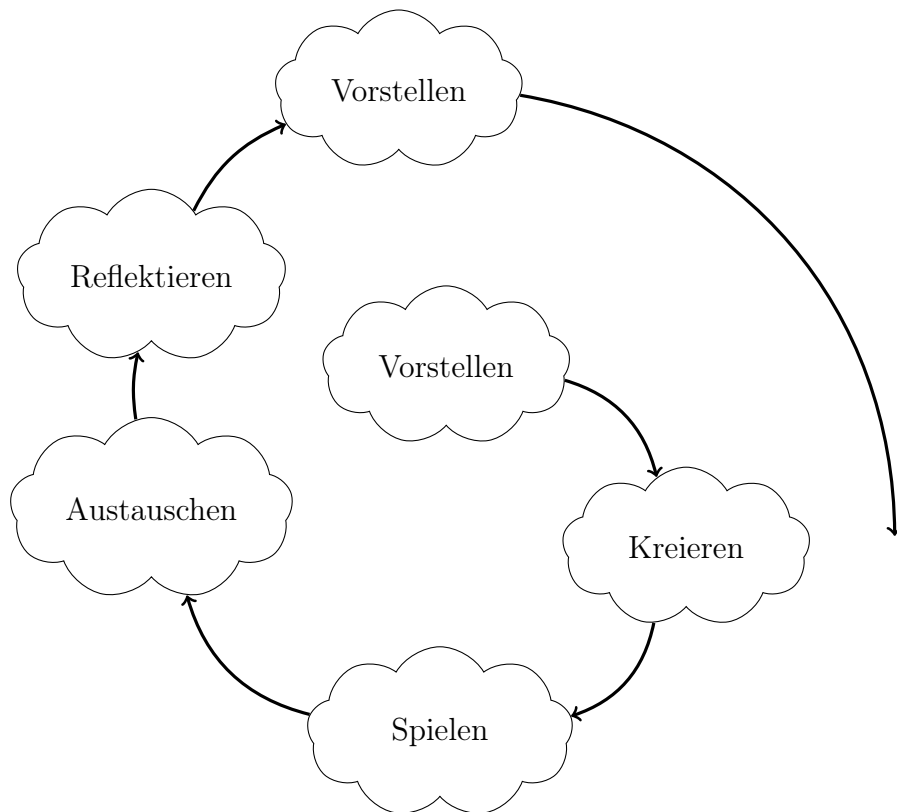 Vorstellen
Reflektieren
Vorstellen
Austauschen
Kreieren
Spielen